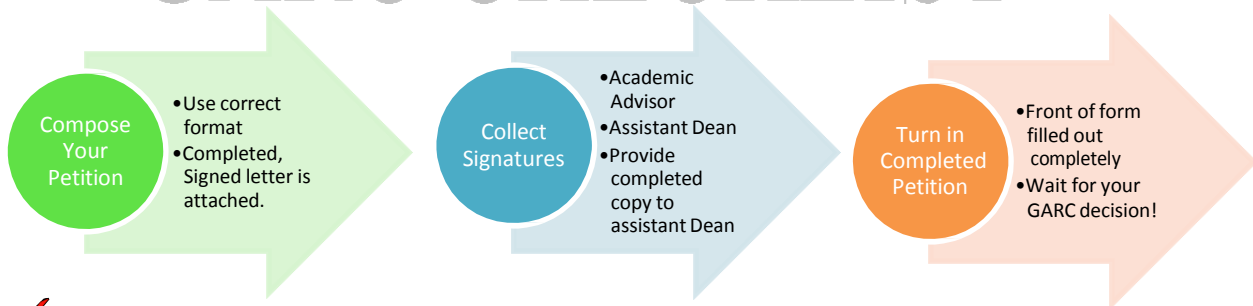 Compose
Your
Petition
•Use correct
format
•Completed,
Signed letter is
attached.
Collect
Signatures
•Academic
Advisor
•Assistant Dean
•Provide
completed
copy to
assistant Dean
Turn in
Completed
Petition
•Front of form
filled out
completely
•Wait for your
GARC decision!